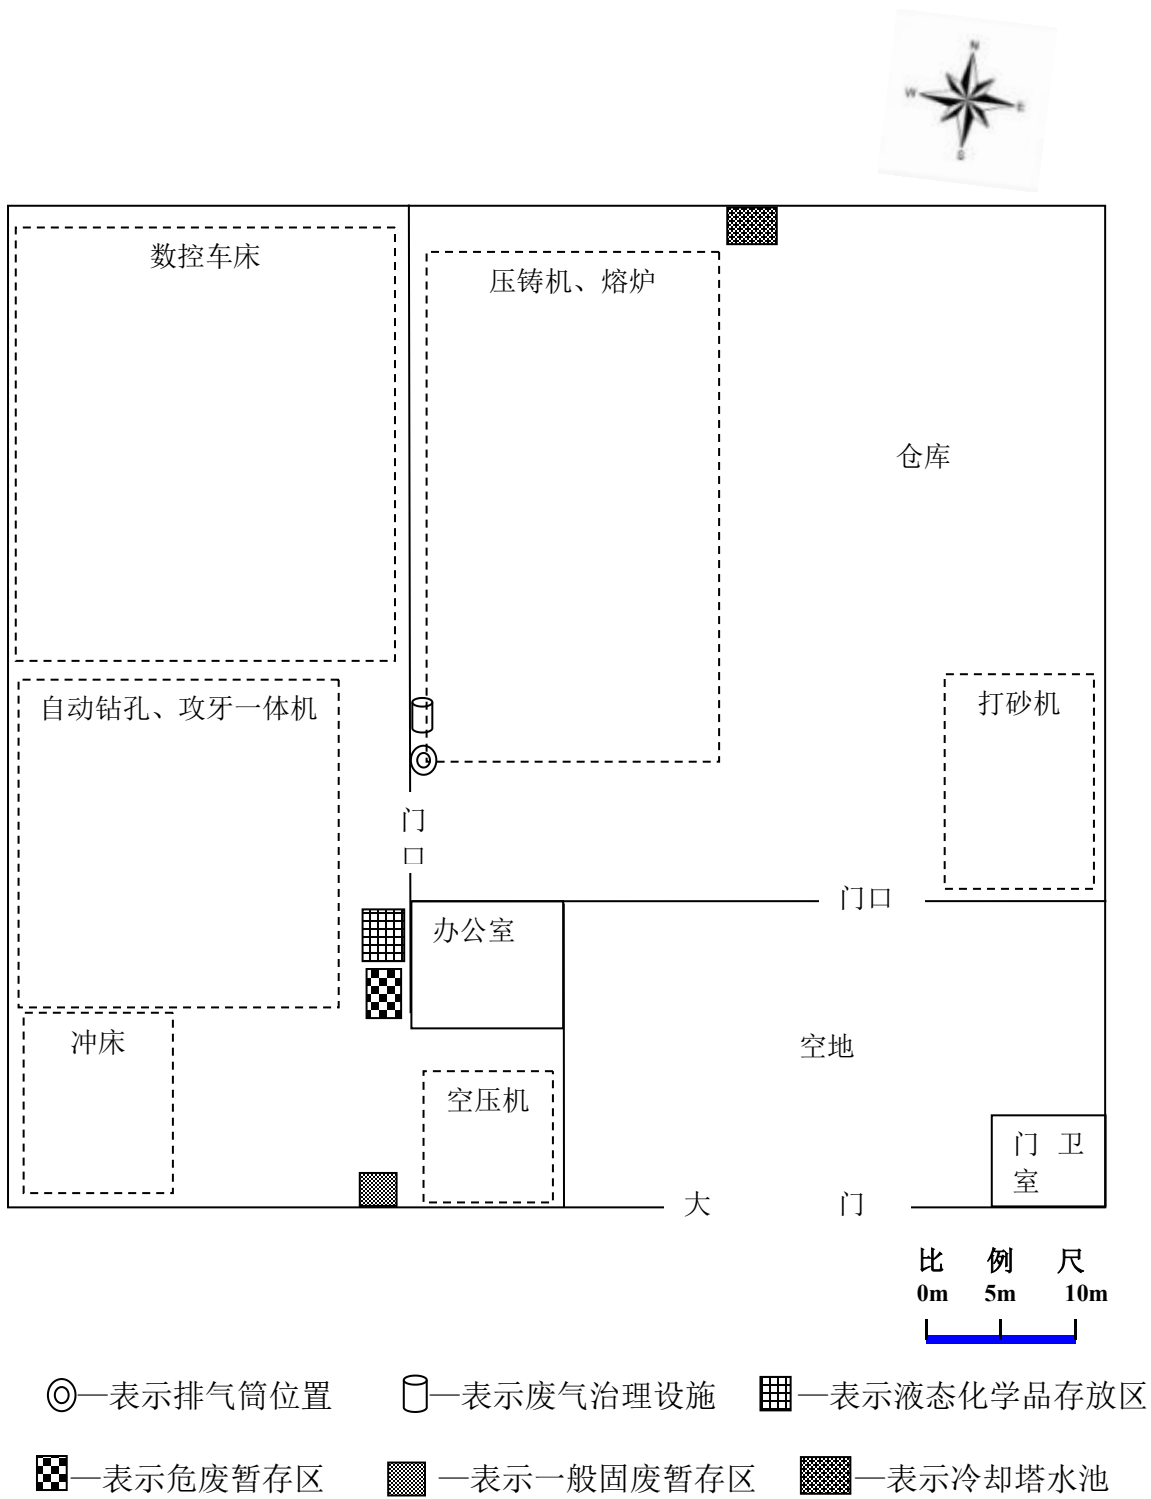 N
W
E
S
数控车床
压铸机、熔炉
仓库
自动钻孔、攻牙一体机
打砂机
门
口
门口
办公室
冲床
空地
空压机
门 卫
室
大 门
比 例 尺
0m 5m 10m
—表示排气筒位置
—表示废气治理设施
—表示液态化学品存放区
—表示危废暂存区
—表示一般固废暂存区
—表示冷却塔水池